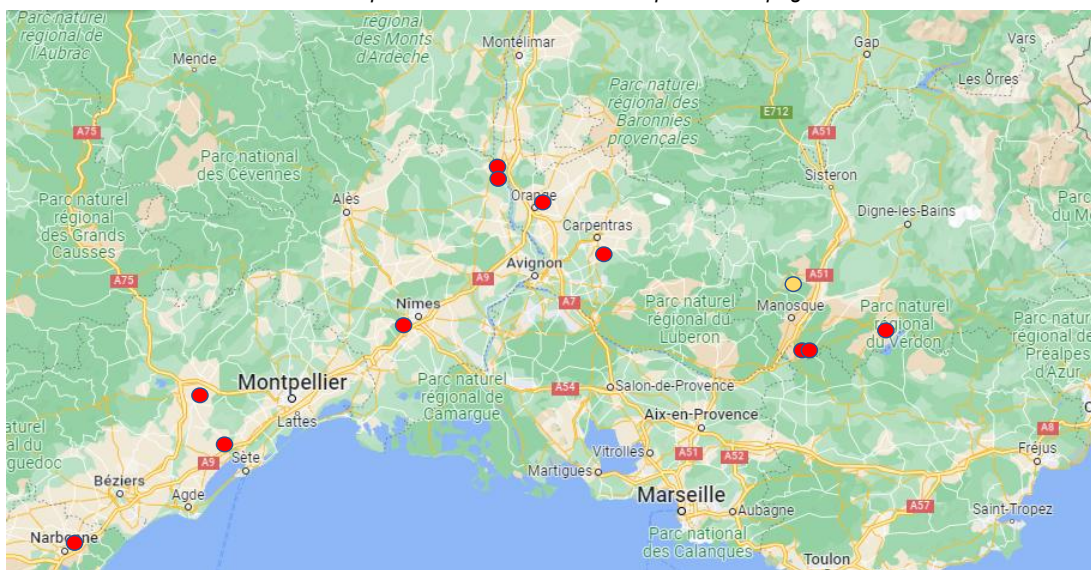 Parc naturel
régional de
l'Aubrac
Mende
régional
des Monts
d'Ardèche
Montélimar
Gap
Vars
Les Orres
Parc naturel
régional des
Baronnies
provençales
E712
A75
A51
Parc national
des Cévennes
Sisteron
Alès
Orange
Digne-les-Bains
Parc naturel
régional
des Grands
Causses
Carpentras
Avignon
A75
A9
A51
Nîmes
A7
Parc naturel
régional du
Luberon
Manosque
Parc naturel
régional
du Verdon
Préalpes
d'Azur
Montpellier
Lattes
Parc naturel
régional de
Camargue
A54
Salon-de-Provence
Aix-en-Provence
A8
Fréjus
A9
Sète
Vitrolles
A51
A52
Béziers
Agde
Martigues
Marseille
Aubagne
A57
Saint-Tropez
Narbonne
Parc national
des Calanques
Toulon